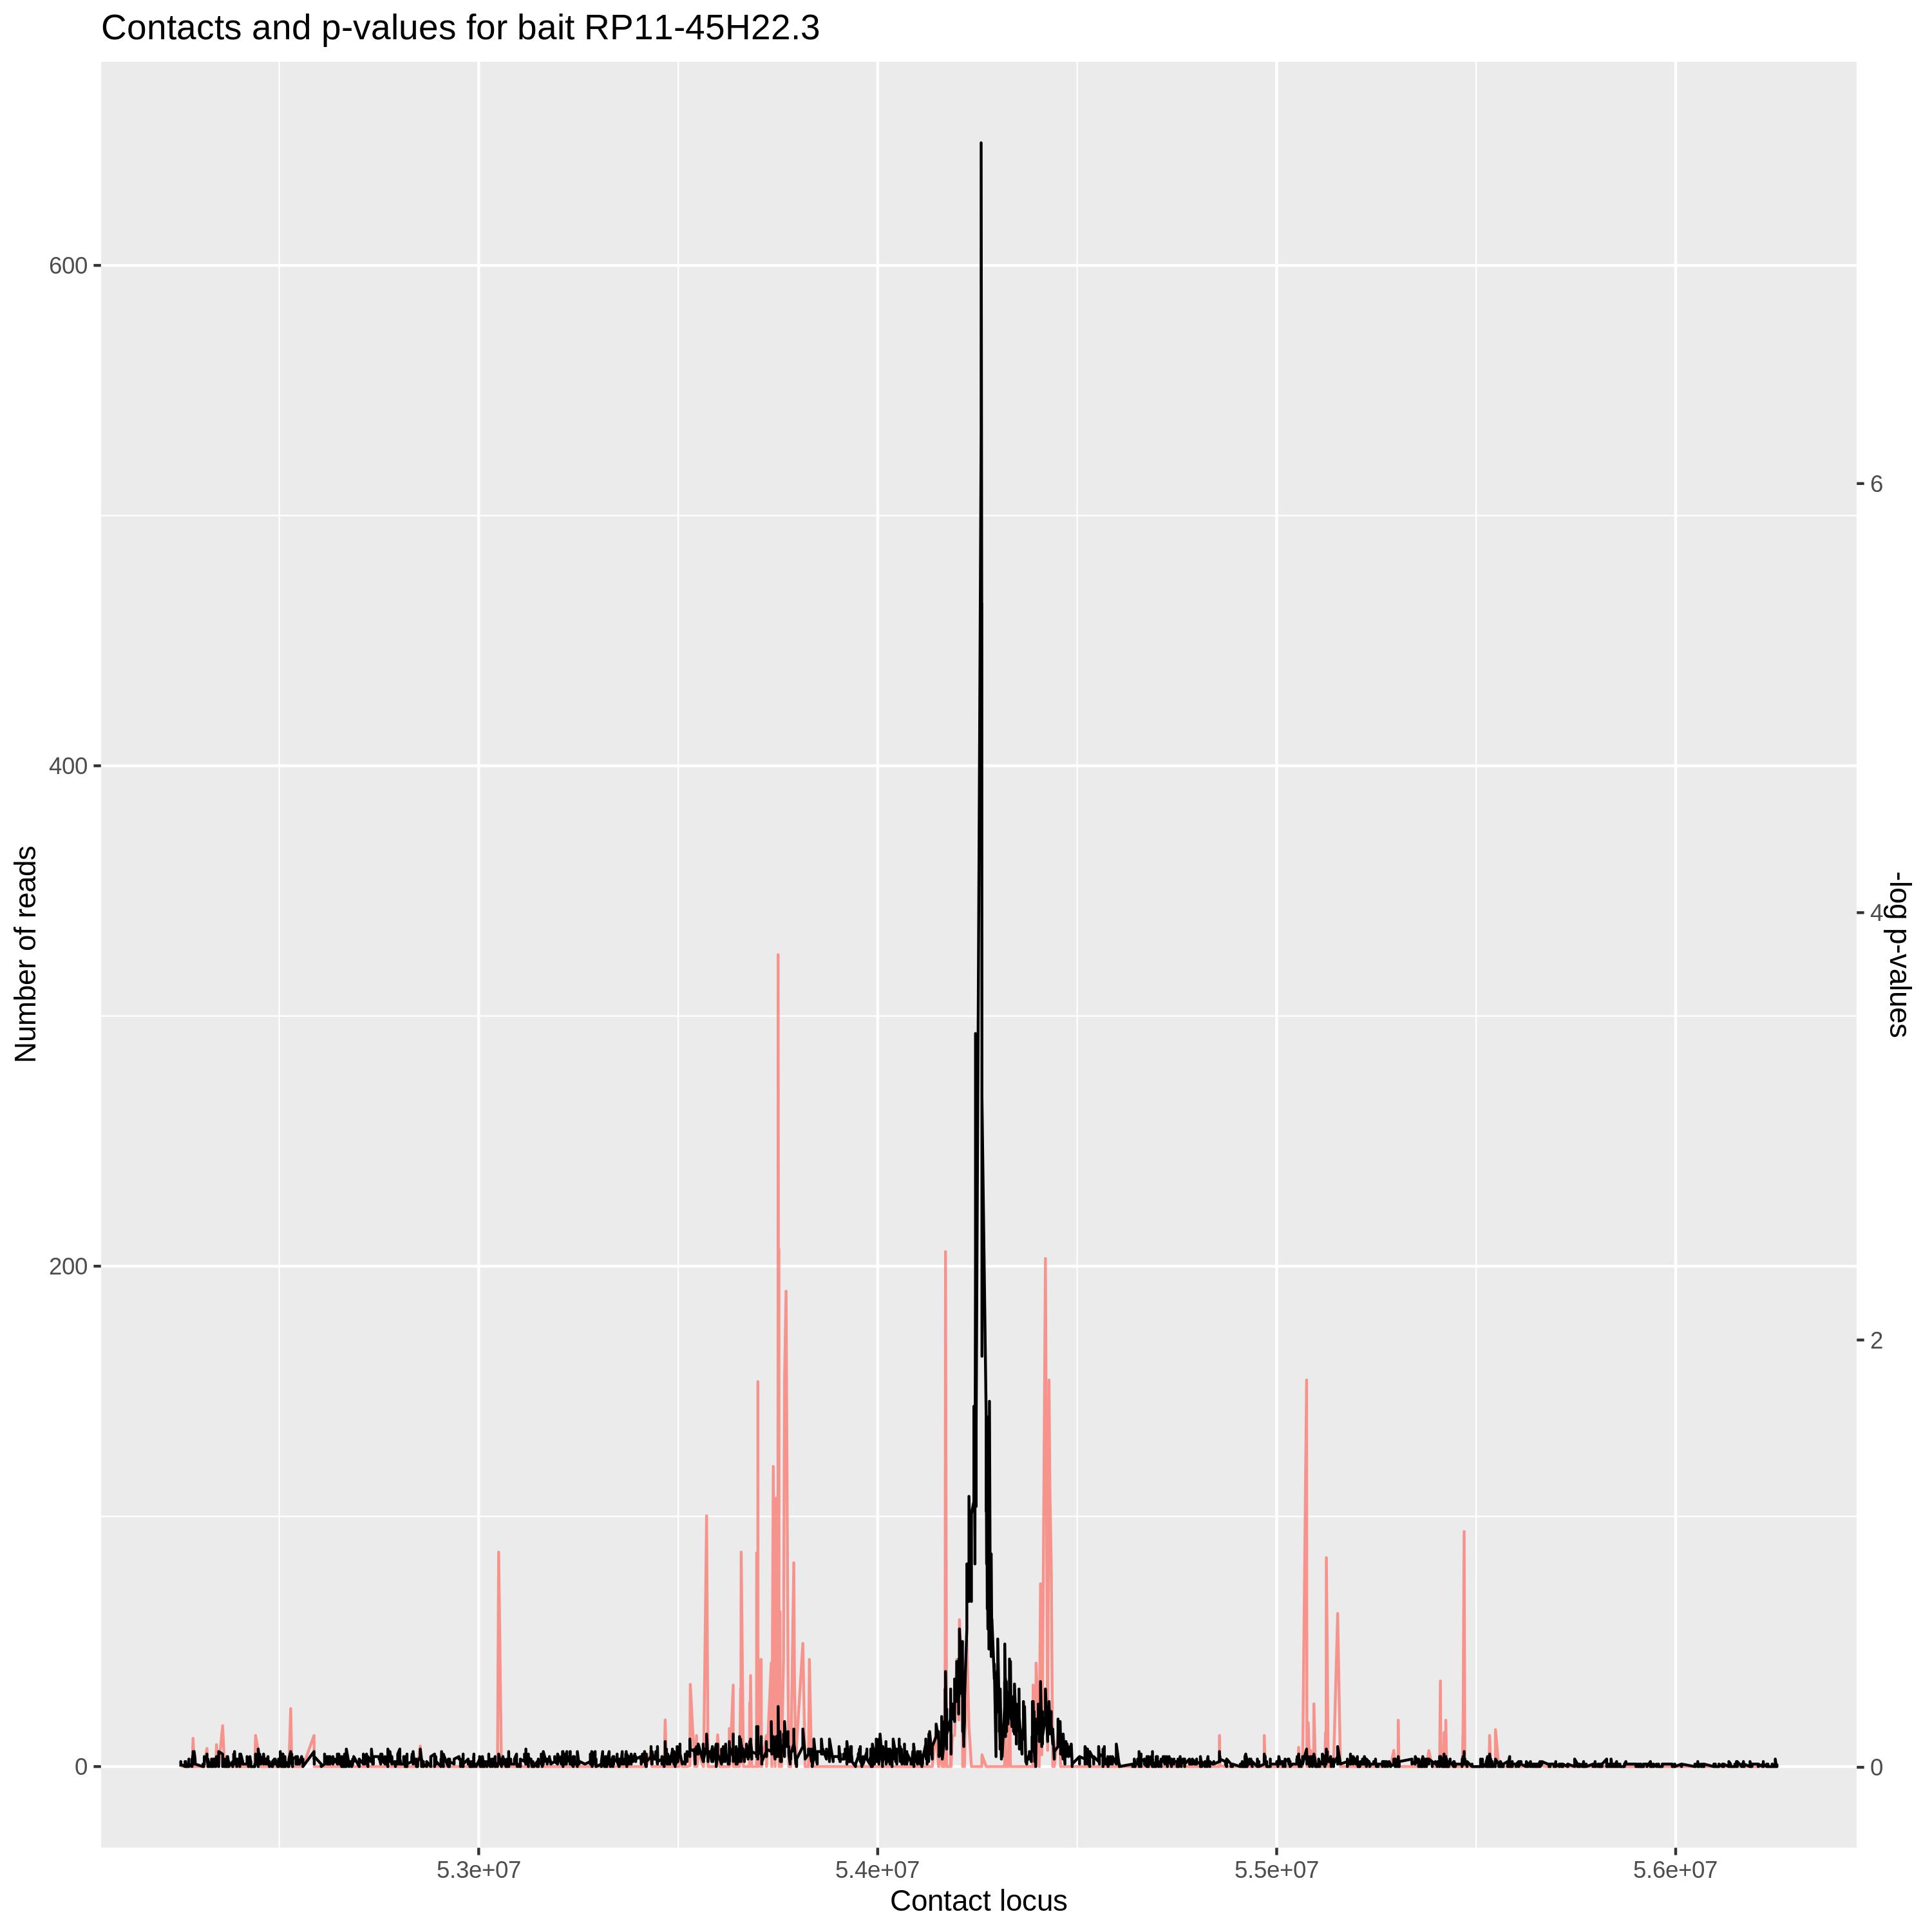 Contacts and p-values for bait RP11-45H22.3
600
400
200
0
Number of reads
6
4
2
0
-log p-values
5.3e+07
5.4e+07
5.5e+07
5.6e+07
Contact locus